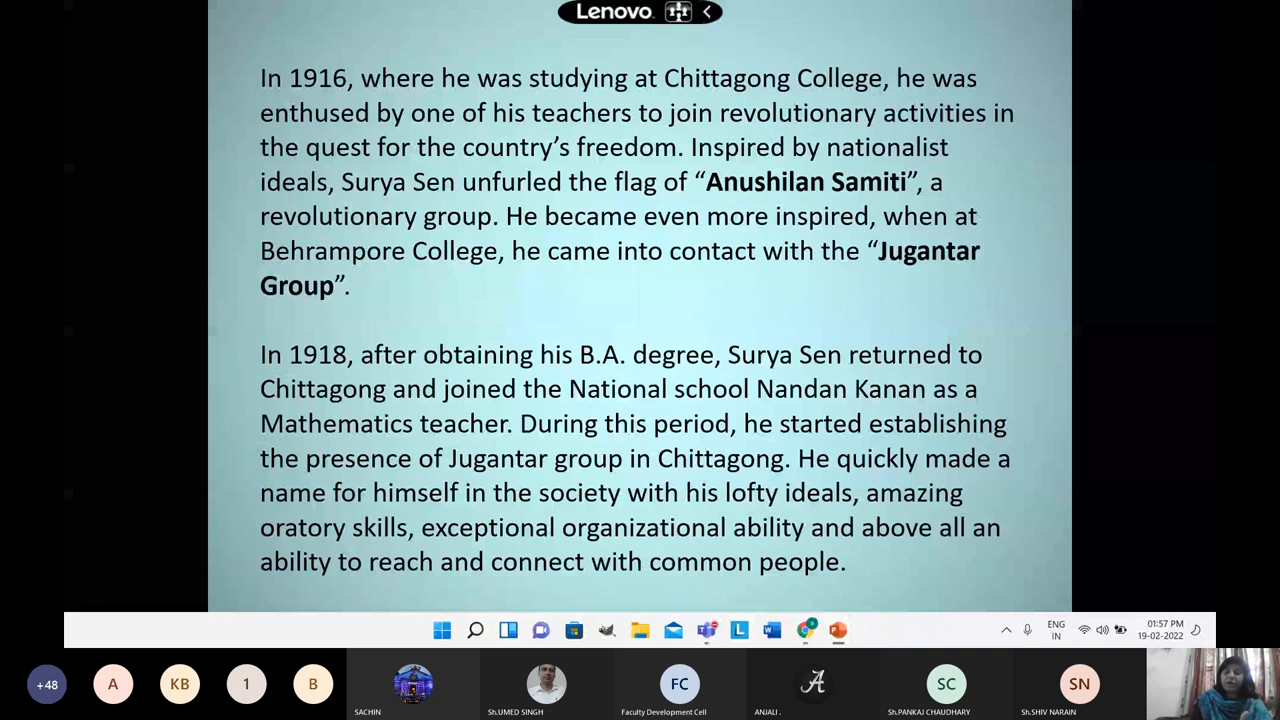 Lenovo
In 1916, where he was studying at Chittagong College, he was
enthused by one of his teachers to join revolutionary activities in
the quest for the country’s freedom. Inspired by nationalist
ideals, Surya Sen unfurled the flag of “Anushilan Samiti”, a
revolutionary group. He became even more inspired, when at
Behrampore College, he came into contact with the “Jugantar
Group”.
In 1918, after obtaining his B.A. degree, Surya Sen returned to
Chittagong and joined the National school Nandan Kanan as a
Mathematics teacher. During this period, he started establishing
the presence of Jugantar group in Chittagong. He quickly made a
name for himself in the society with his lofty ideals, amazing
oratory skills, exceptional organizational ability and above all an
ability to reach and connect with common people.
L
ENG
IN
01:57 PM
19-02-2022
+48
A
KB
1
B
FC
A
SC
SN
SACHIN
Sh.UMED SINGH
Faculty Development Cell
ANJALI .
Sh.PANKAJ CHAUDHARY
Sh.SHIV NARAIN